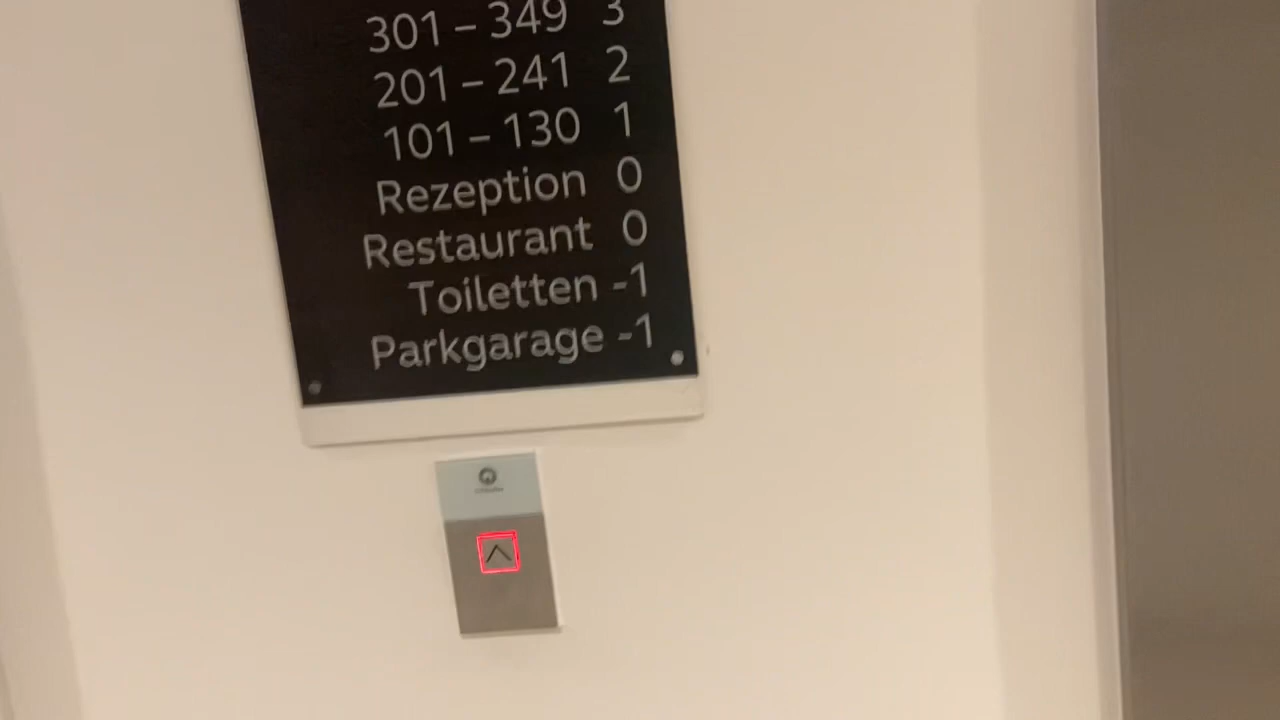 301 – 349 3
201 – 241 2
101 – 130 1
Rezeption 0
Restaurant 0
Toiletten -1
Parkgarage -1